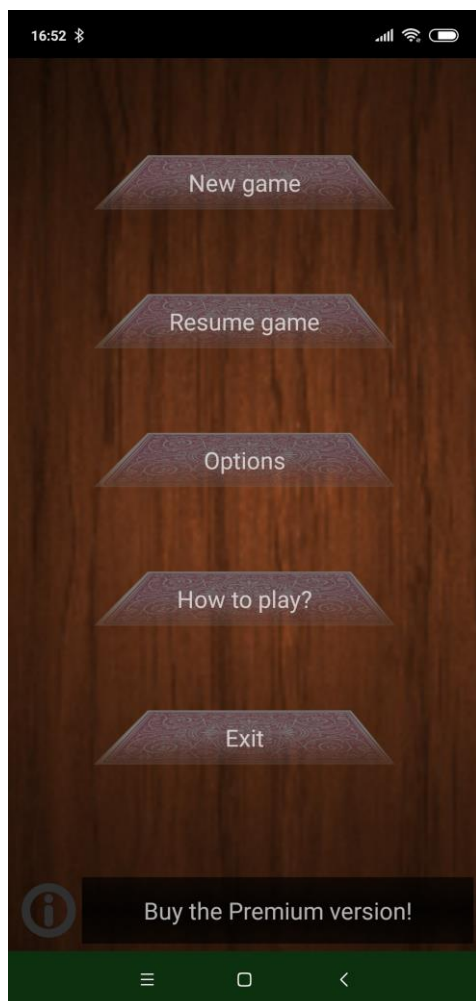 16:52
New game
Resume game
Options
How to play?
Exit
Buy the Premium version!